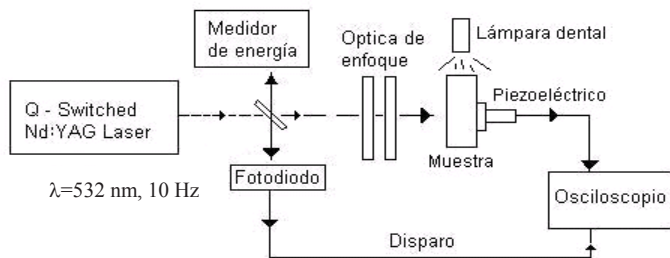 Medidor
de energía
Optica de
enfoque
Lámpara dental
Q - Switched
Nd:YAG Laser
Piezoeléctrico
Muestra
Fotodiodo
λ=532 nm, 10 Hz
Osciloscopio
Disparo